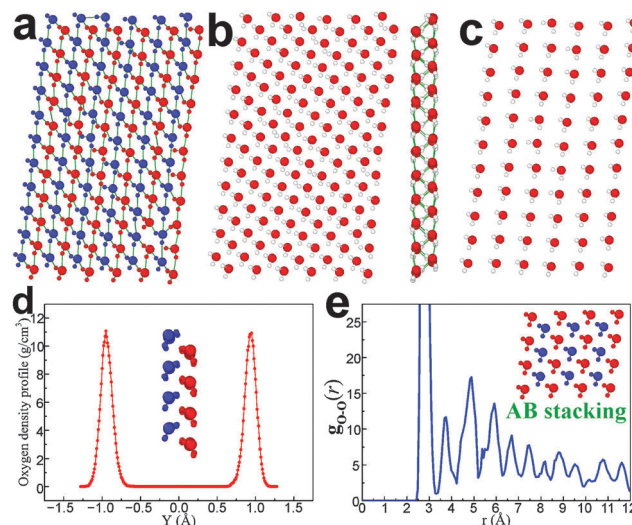 a
b
c
d
Oxygen density profile (g/cm³)
12
10
8
6
4
2
0
-1.5 -1.0 -0.5 0.0 0.5 1.0 1.5
Y (Å)
e
g_O-O(r)
25
20
15
10
5
0
AB stacking
0 1 2 3 4 5 6 7 8 9 10 11 12
r (Å)